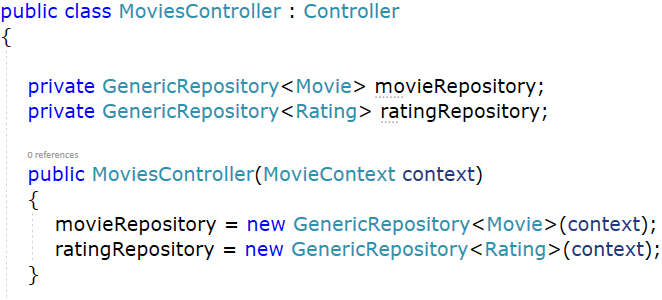 public class MoviesController : Controller
{
private GenericRepository<Movie> movieRepository;
private GenericRepository<Rating> ratingRepository;
0 references
public MoviesController(MovieContext context)
{
movieRepository = new GenericRepository<Movie>(context);
ratingRepository = new GenericRepository<Rating>(context);
}